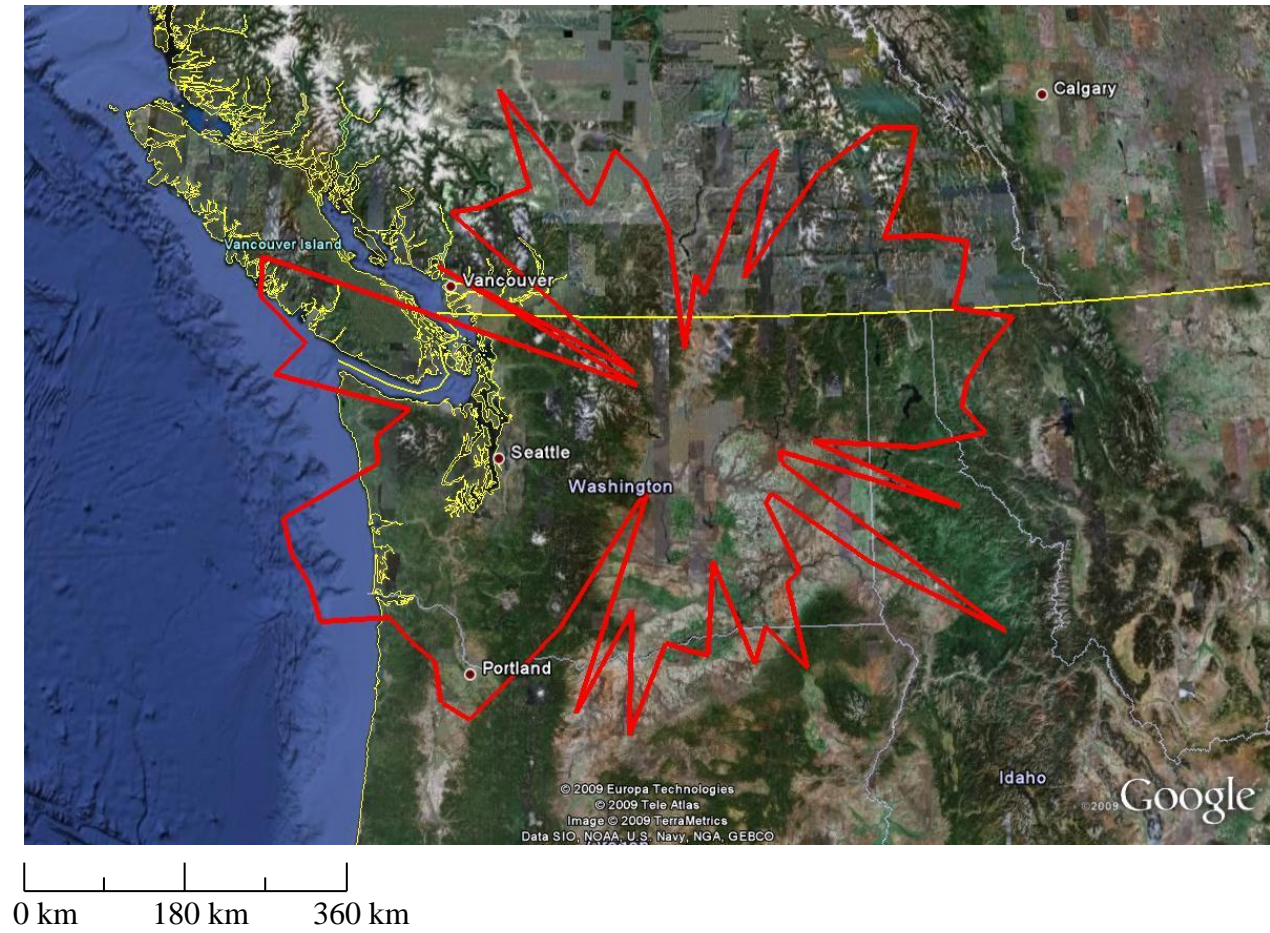 Calgary
Vancouver Island
Vancouver
Seattle
Washington
Portland
Idaho
© 2009 Europa Technologies
© 2009 Tele Atlas
Image © 2009 TerraMetrics
Data SIO, NOAA, U.S. Navy, NGA, GEBCO
©2009 Google
Oregon
0 km 180 km 360 km